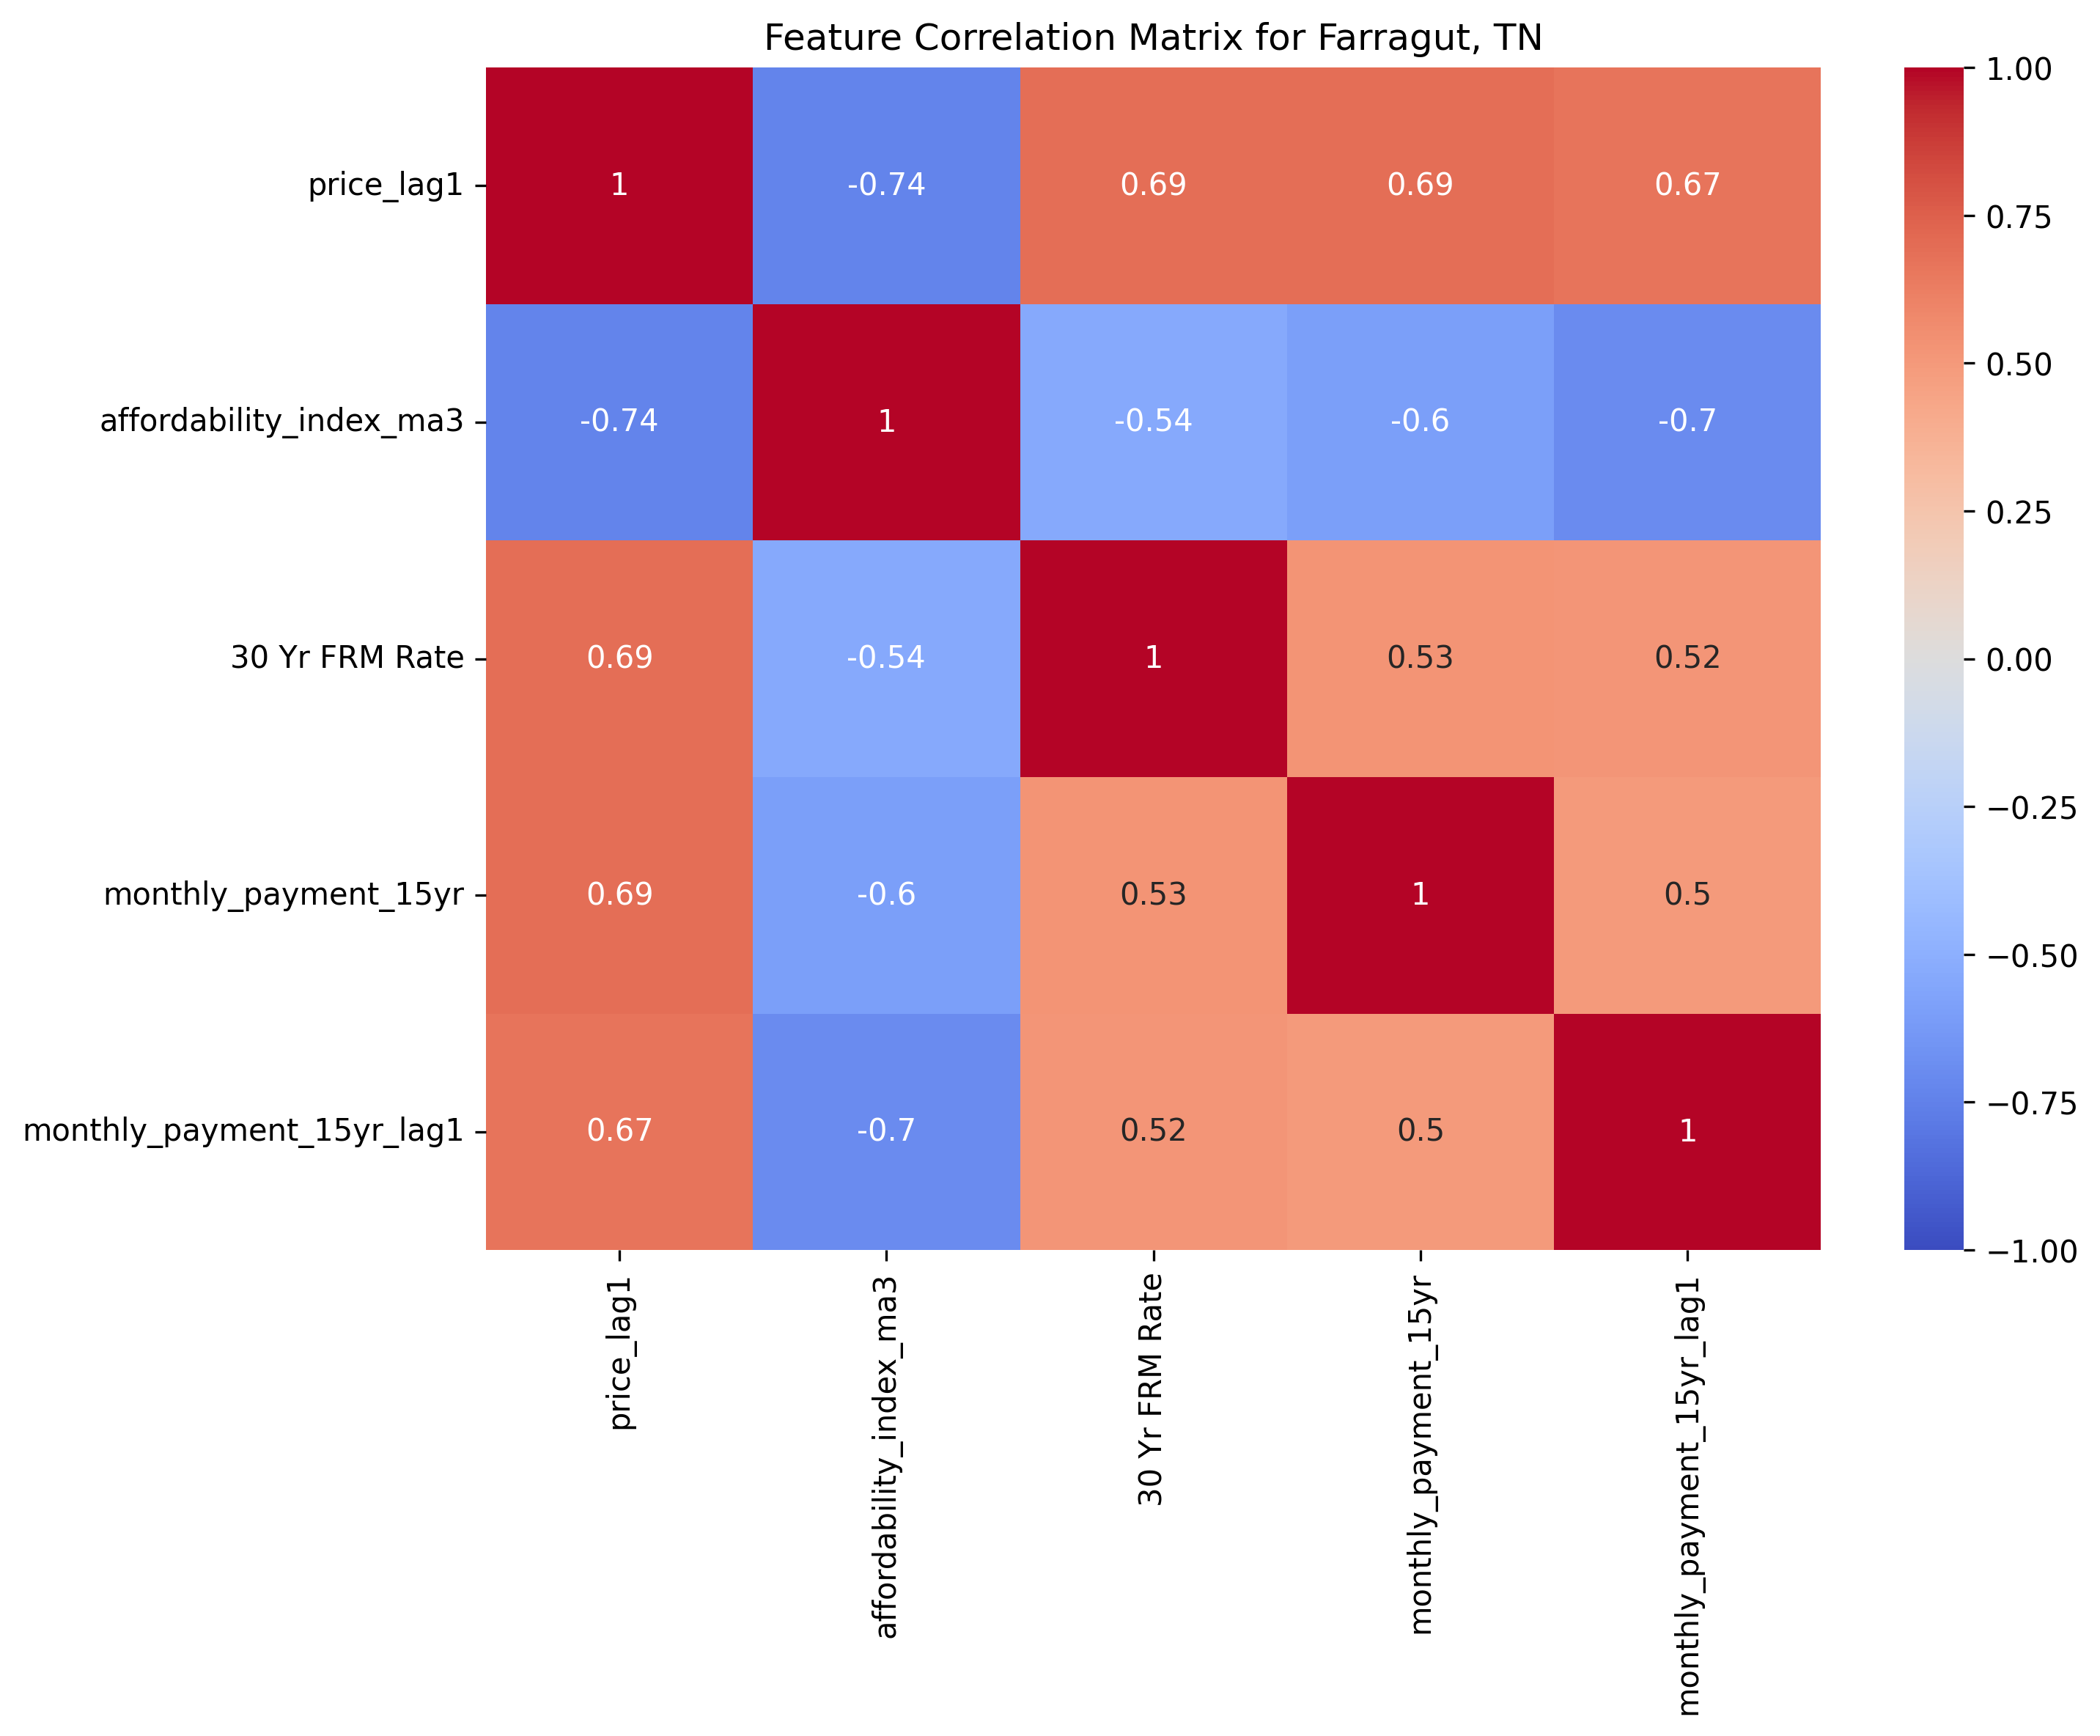 Feature Correlation Matrix for Farragut, TN
price_lag1 1 -0.74 0.69 0.69 0.67
affordability_index_ma3 -0.74 1 -0.54 -0.6 -0.7
30 Yr FRM Rate 0.69 -0.54 1 0.53 0.52
monthly_payment_15yr 0.69 -0.6 0.53 1 0.5
monthly_payment_15yr_lag1 0.67 -0.7 0.52 0.5 1
price_lag1
affordability_index_ma3
30 Yr FRM Rate
monthly_payment_15yr
monthly_payment_15yr_lag1
1.00
0.75
0.50
0.25
0.00
−0.25
−0.50
−0.75
−1.00